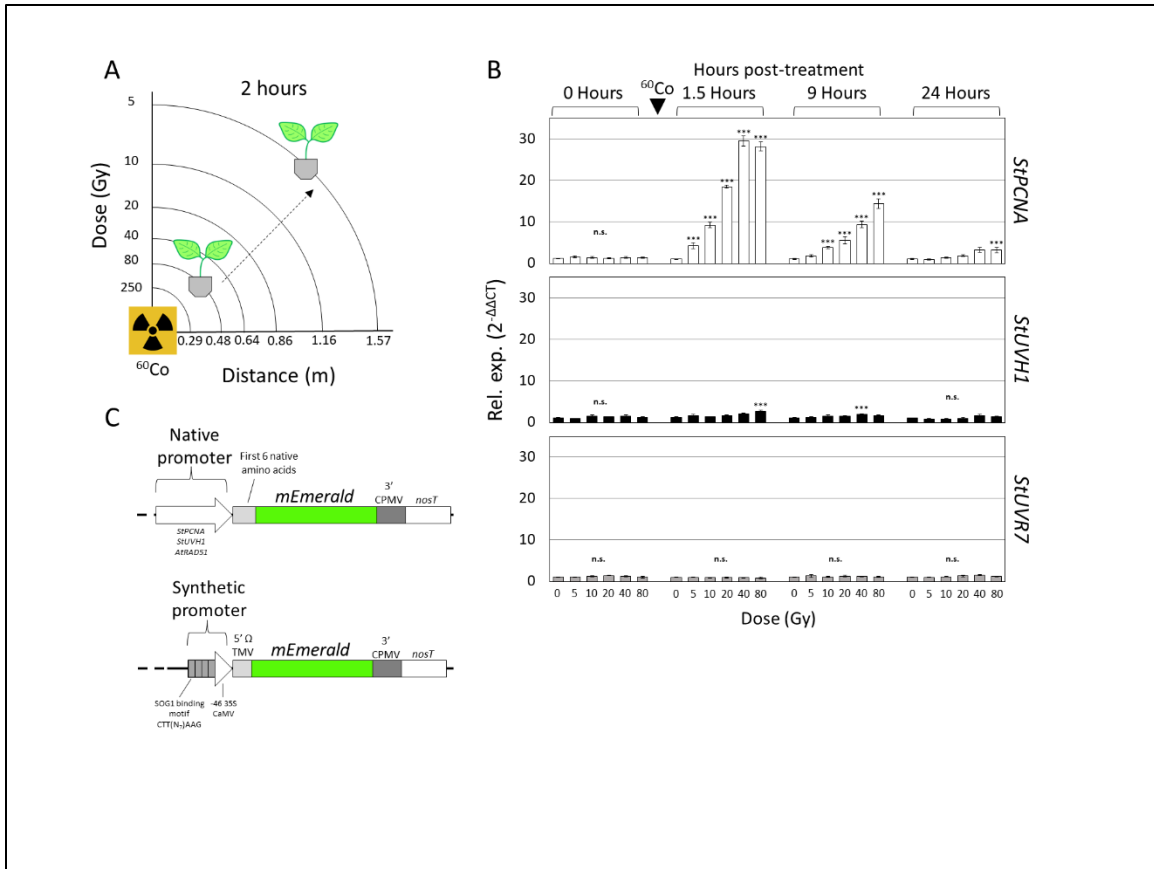 A
2 hours
Dose (Gy)
5
10
20
40
80
250
0.29 0.48 0.64 0.86 1.16 1.57
⁶⁰Co
Distance (m)
B
Hours post-treatment
0 Hours ⁶⁰Co 1.5 Hours 9 Hours 24 Hours
Rel. exp. (2^-ΔΔCT)
30
20
10
0
n.s.
*** *** *** *** ***
*** *** *** ***
***
StPCNA
30
20
10
0
n.s.
***
***
n.s.
StUVH1
30
20
10
0
n.s. n.s. n.s. n.s.
StUVR7
0 5 10 20 40 80 0 5 10 20 40 80 0 5 10 20 40 80 0 5 10 20 40 80
Dose (Gy)
C
Native
promoter
First 6 native
amino acids
mEmerald
3'
CPMV
nosT
StPCNA
StUVH1
AtRAD51
Synthetic
promoter
5' Ω
TMV
mEmerald
3'
CPMV
nosT
SOG1 binding
motif
CTT(N₇)AAG
-46 35S
CaMV